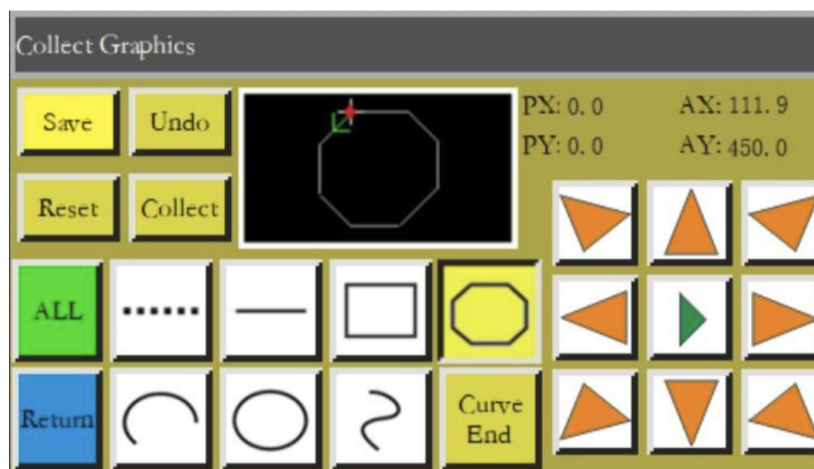 Collect Graphics
Save
Undo
PX: 0.0
AX: 111.9
PY: 0.0
AY: 450.0
Reset
Collect
ALL
Return
Curve
End